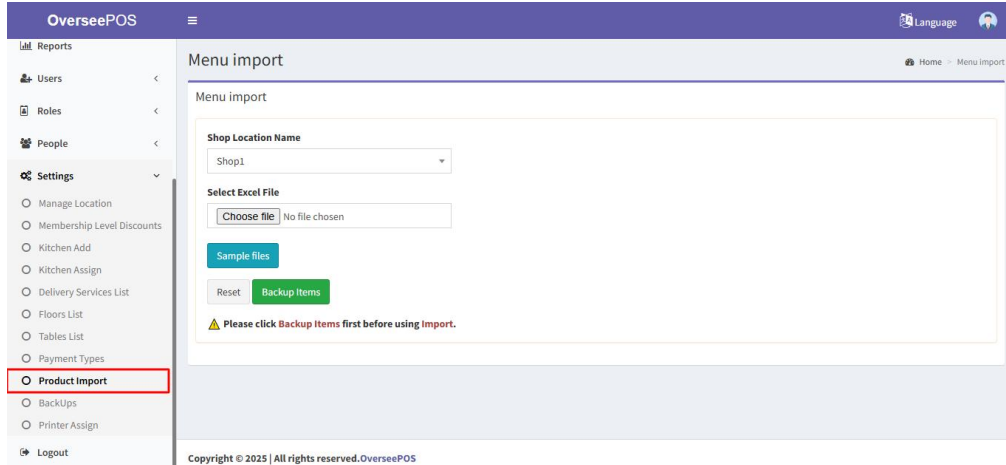 OverseePOS
Language
Reports
Users
Roles
People
Settings
Manage Location
Membership Level Discounts
Kitchen Add
Kitchen Assign
Delivery Services List
Floors List
Tables List
Payment Types
Product Import
BackUps
Printer Assign
Logout
Menu import
Home > Menu import
Menu import
Shop Location Name
Shop1
Select Excel File
Choose file No file chosen
Sample files
Reset Backup Items
Please click Backup Items first before using Import.
Copyright © 2025 | All rights reserved.OverseePOS